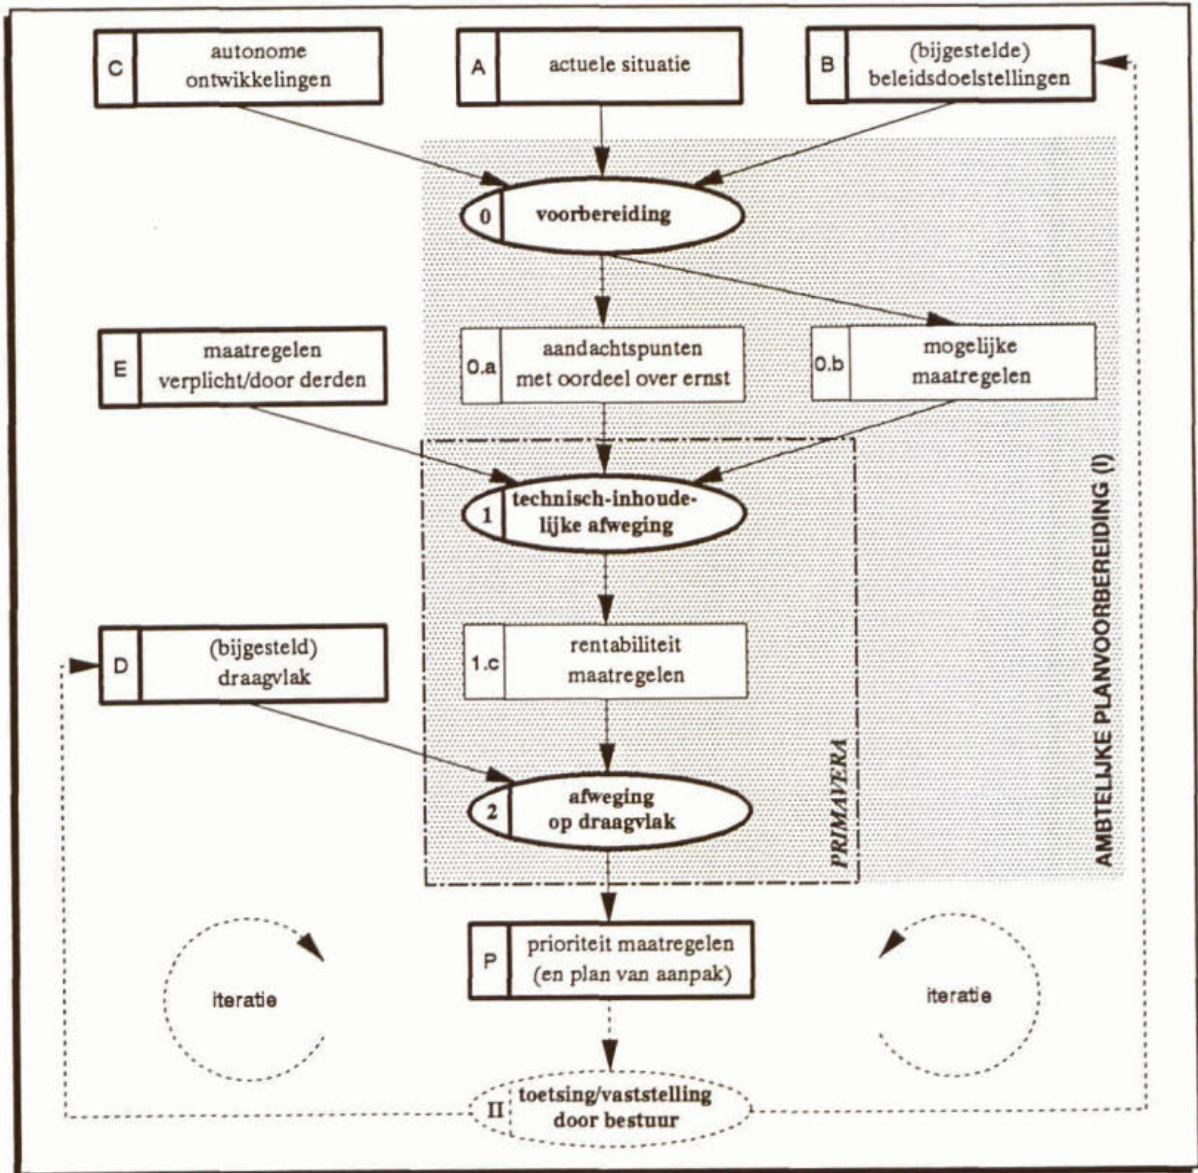 C
autonome
ontwikkelingen
A
actuele situatie
B
(bijgestelde)
beleidsdoelstellingen
0
voorbereiding
E
maatregelen
verplicht/door derden
0.a
aandachtspunten
met oordeel over ernst
0.b
mogelijke
maatregelen
1
technisch-inhoude-
lijke afweging
D
(bijgesteld)
draagvlak
1.c
rentabiliteit
maatregelen
2
afweging
op draagvlak
PRIMAVERA
AMBTELIJKE PLANVOORBEREIDING (I)
P
prioriteit maatregelen
(en plan van aanpak)
iteratie
iteratie
II
toetsing/vaststelling
door bestuur